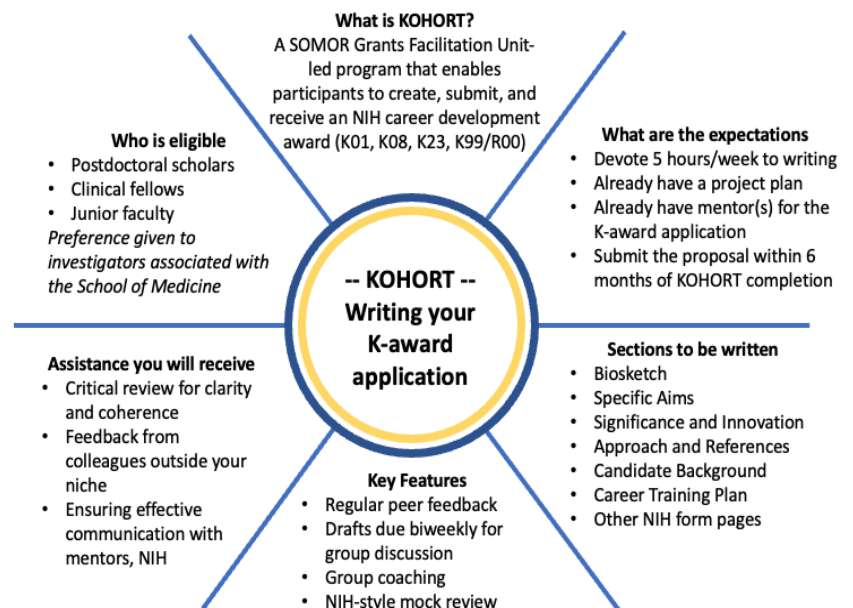 What is KOHORT?
A SOMOR Grants Facilitation Unit-
led program that enables
participants to create, submit, and
receive an NIH career development
award (K01, K08, K23, K99/R00)
Who is eligible
• Postdoctoral scholars
• Clinical fellows
• Junior faculty
Preference given to
investigators associated with
the School of Medicine
What are the expectations
• Devote 5 hours/week to writing
• Already have a project plan
• Already have mentor(s) for the
K-award application
• Submit the proposal within 6
months of KOHORT completion
-- KOHORT --
Writing your
K-award
application
Assistance you will receive
• Critical review for clarity
and coherence
• Feedback from
colleagues outside your
niche
• Ensuring effective
communication with
mentors, NIH
Sections to be written
• Biosketch
• Specific Aims
• Significance and Innovation
• Approach and References
• Candidate Background
• Career Training Plan
• Other NIH form pages
Key Features
• Regular peer feedback
• Drafts due biweekly for
group discussion
• Group coaching
• NIH-style mock review